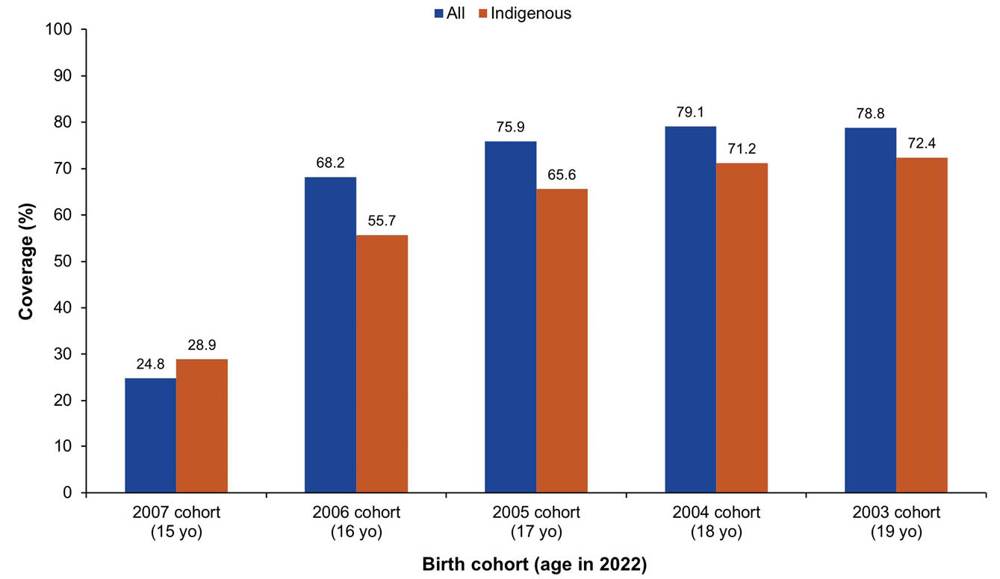 All Indigenous
100
90
80
70
60
50
40
30
20
10
0
Coverage (%)
24.8 28.9
68.2 55.7
75.9 65.6
79.1 71.2
78.8 72.4
2007 cohort
(15 yo)
2006 cohort
(16 yo)
2005 cohort
(17 yo)
2004 cohort
(18 yo)
2003 cohort
(19 yo)
Birth cohort (age in 2022)